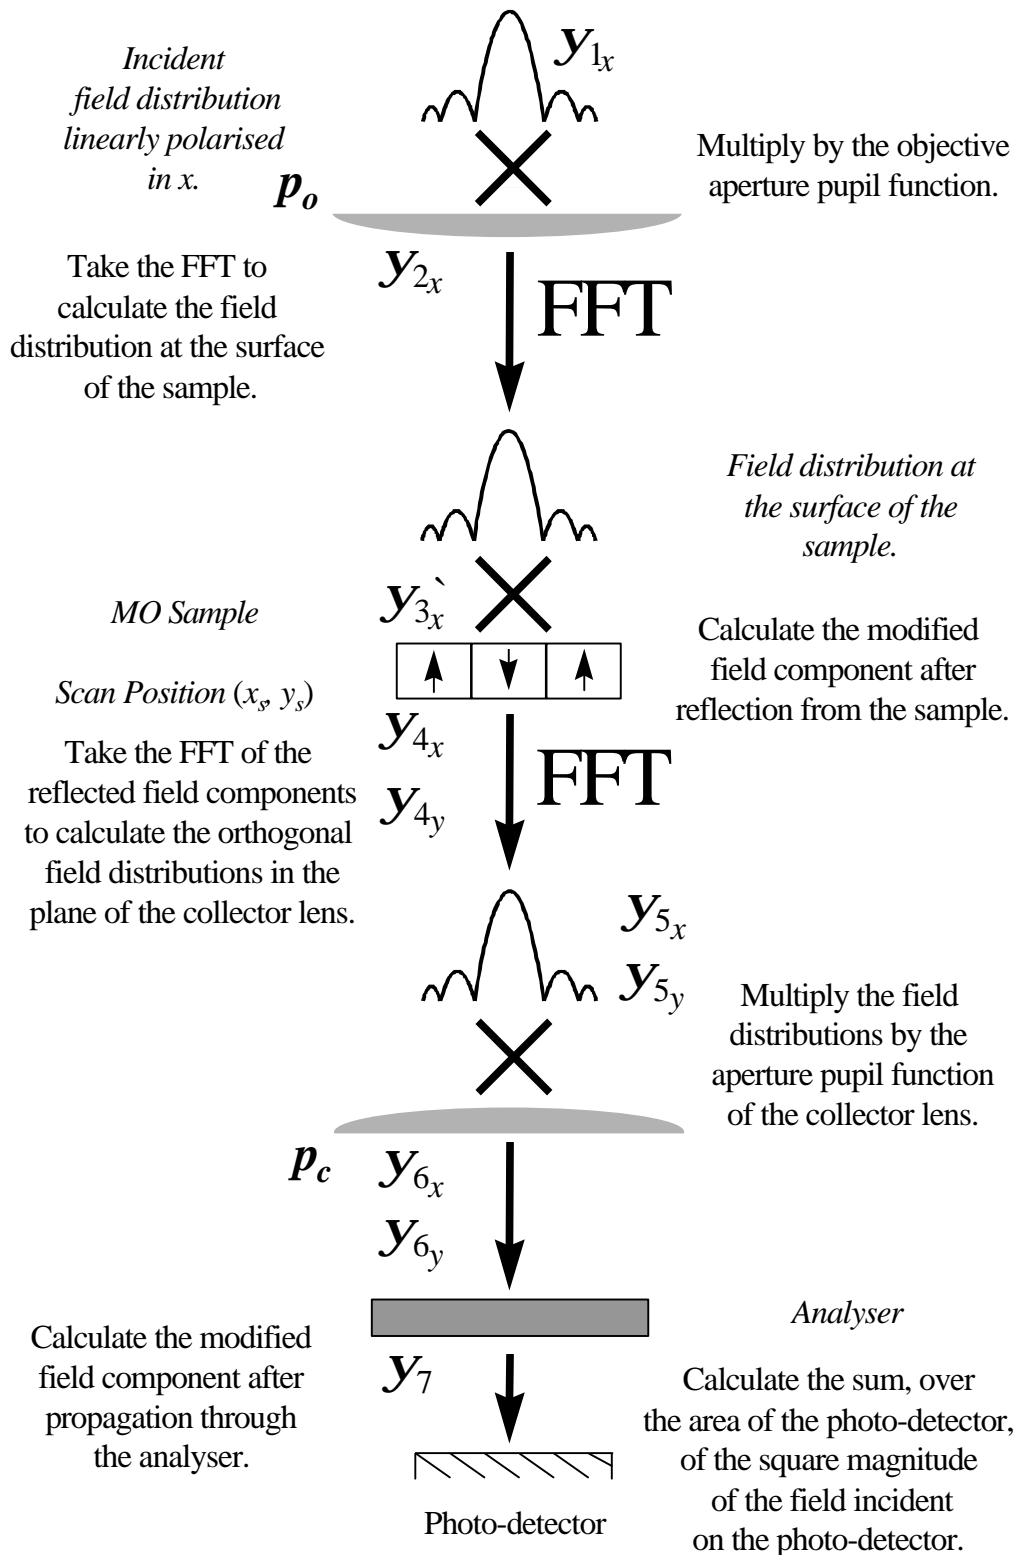 Incident
field distribution
linearly polarised
in x.
y1x
Multiply by the objective
aperture pupil function.
po
y2x
Take the FFT to
calculate the field
distribution at the surface
of the sample.
FFT
Field distribution at
the surface of the
sample.
MO Sample
y3x`
Scan Position (xs, ys)
Calculate the modified
field component after
reflection from the sample.
y4x
y4y
FFT
Take the FFT of the
reflected field components
to calculate the orthogonal
field distributions in the
plane of the collector lens.
y5x
y5y
Multiply the field
distributions by the
aperture pupil function
of the collector lens.
pc
y6x
y6y
Analyser
Calculate the modified
field component after
propagation through
the analyser.
y7
Calculate the sum, over
the area of the photo-detector,
of the square magnitude
of the field incident
on the photo-detector.
Photo-detector